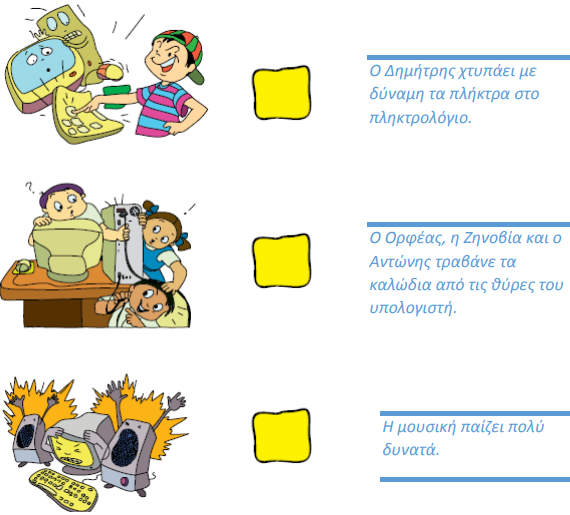 Ο Δημήτρης χτυπάει με
δύναμη τα πλήκτρα στο
πληκτρολόγιο.
Ο Ορφέας, η Ζηνοβία και ο
Αντώνης τραβάνε τα
καλώδια από τις θύρες του
υπολογιστή.
Η μουσική παίζει πολύ
δυνατά.